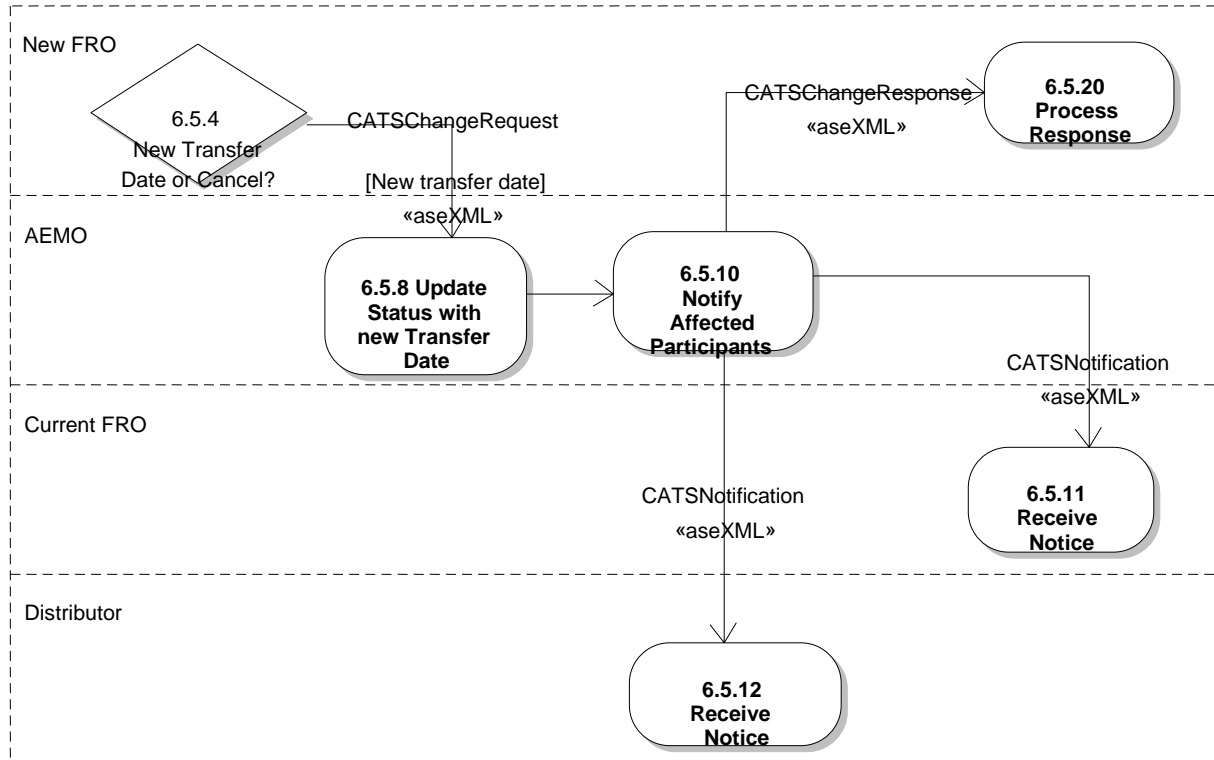 New FRO
6.5.4
New Transfer
Date or Cancel?
CATSChangeRequest
[New transfer date]
«aseXML»
CATSChangeResponse
«aseXML»
6.5.20
Process
Response
AEMO
6.5.8 Update
Status with
new Transfer
Date
6.5.10
Notify
Affected
Participants
CATSNotification
«aseXML»
Current FRO
CATSNotification
«aseXML»
6.5.11
Receive
Notice
Distributor
6.5.12
Receive
Notice